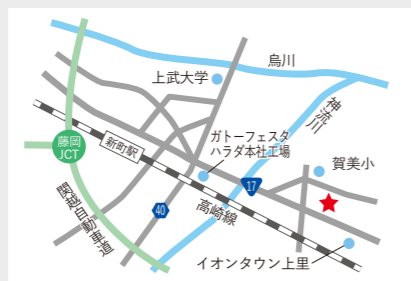 烏川
上武大学
神流川
ガトーフェスタ
ハラダ本社工場
賀美小
藤岡
JCT
新町駅
17
高崎線
40
関越自動車道
イオンタウン上里